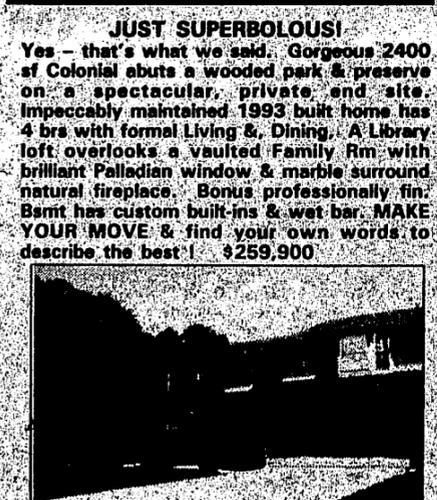 JUST SUPERBOLOUS!
Yes - that's what we said. Gorgeous 2400
sf Colonial abuts a wooded park & preserve
on a spectacular, private end site.
Impeccably maintained 1993 built home has
4 brs with formal Living &, Dining. A Library
loft overlooks a vaulted Family Rm with
brilliant Palladian window & marble surround
natural fireplace. Bonus professionally fin.
Bsmt has custom built-ins & wet bar. MAKE
YOUR MOVE & find your own words to
describe the best ! $259,900